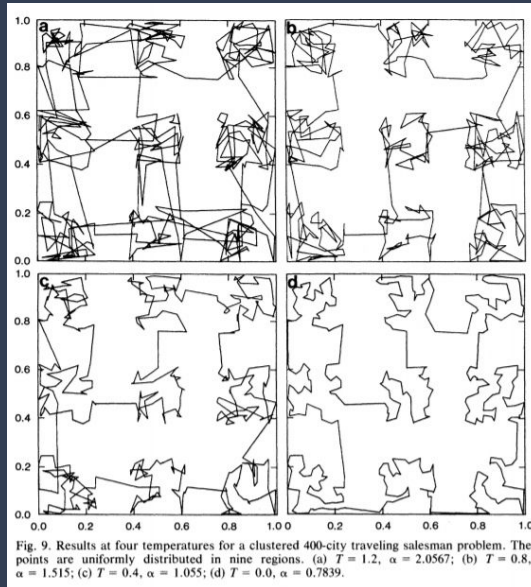 1.0
a
b
0.8
0.6
0.4
0.2
0.0
1.0
c
d
0.8
0.6
0.4
0.2
0.0
0.0 0.2 0.4 0.6 0.8 1.0 0.2 0.4 0.6 0.8 1.0
Fig. 9. Results at four temperatures for a clustered 400-city traveling salesman problem. The
points are uniformly distributed in nine regions. (a) T = 1.2, α = 2.0567; (b) T = 0.8,
α = 1.515; (c) T = 0.4, α = 1.055; (d) T = 0.0, α = 0.7839.